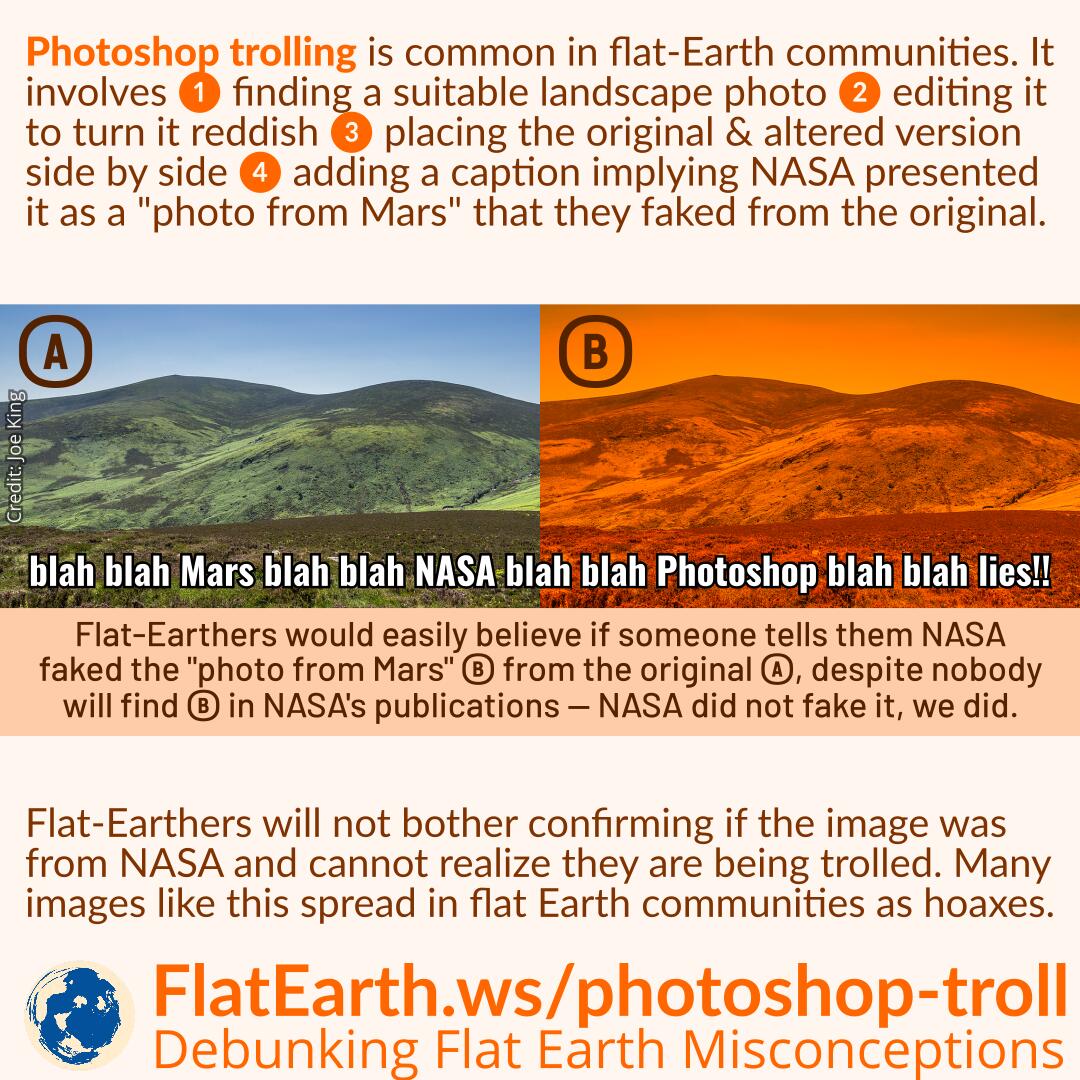 Photoshop trolling is common in flat-Earth communities. It
involves 1 finding a suitable landscape photo 2 editing it
to turn it reddish 3 placing the original & altered version
side by side 4 adding a caption implying NASA presented
it as a "photo from Mars" that they faked from the original.
A
B
Credit: Joe King
blah blah Mars blah blah NASA blah blah Photoshop blah blah lies!!
Flat-Earthers would easily believe if someone tells them NASA
faked the "photo from Mars" B from the original A, despite nobody
will find B in NASA's publications — NASA did not fake it, we did.
Flat-Earthers will not bother confirming if the image was
from NASA and cannot realize they are being trolled. Many
images like this spread in flat Earth communities as hoaxes.
FlatEarth.ws/photoshop-troll
Debunking Flat Earth Misconceptions